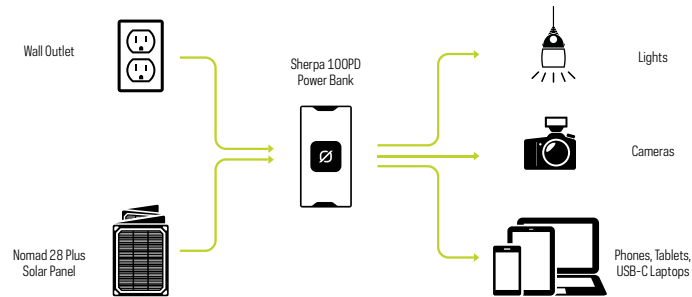 Wall Outlet
Sherpa 100PD
Power Bank
Lights
Cameras
Nomad 28 Plus
Solar Panel
Phones, Tablets,
USB-C Laptops